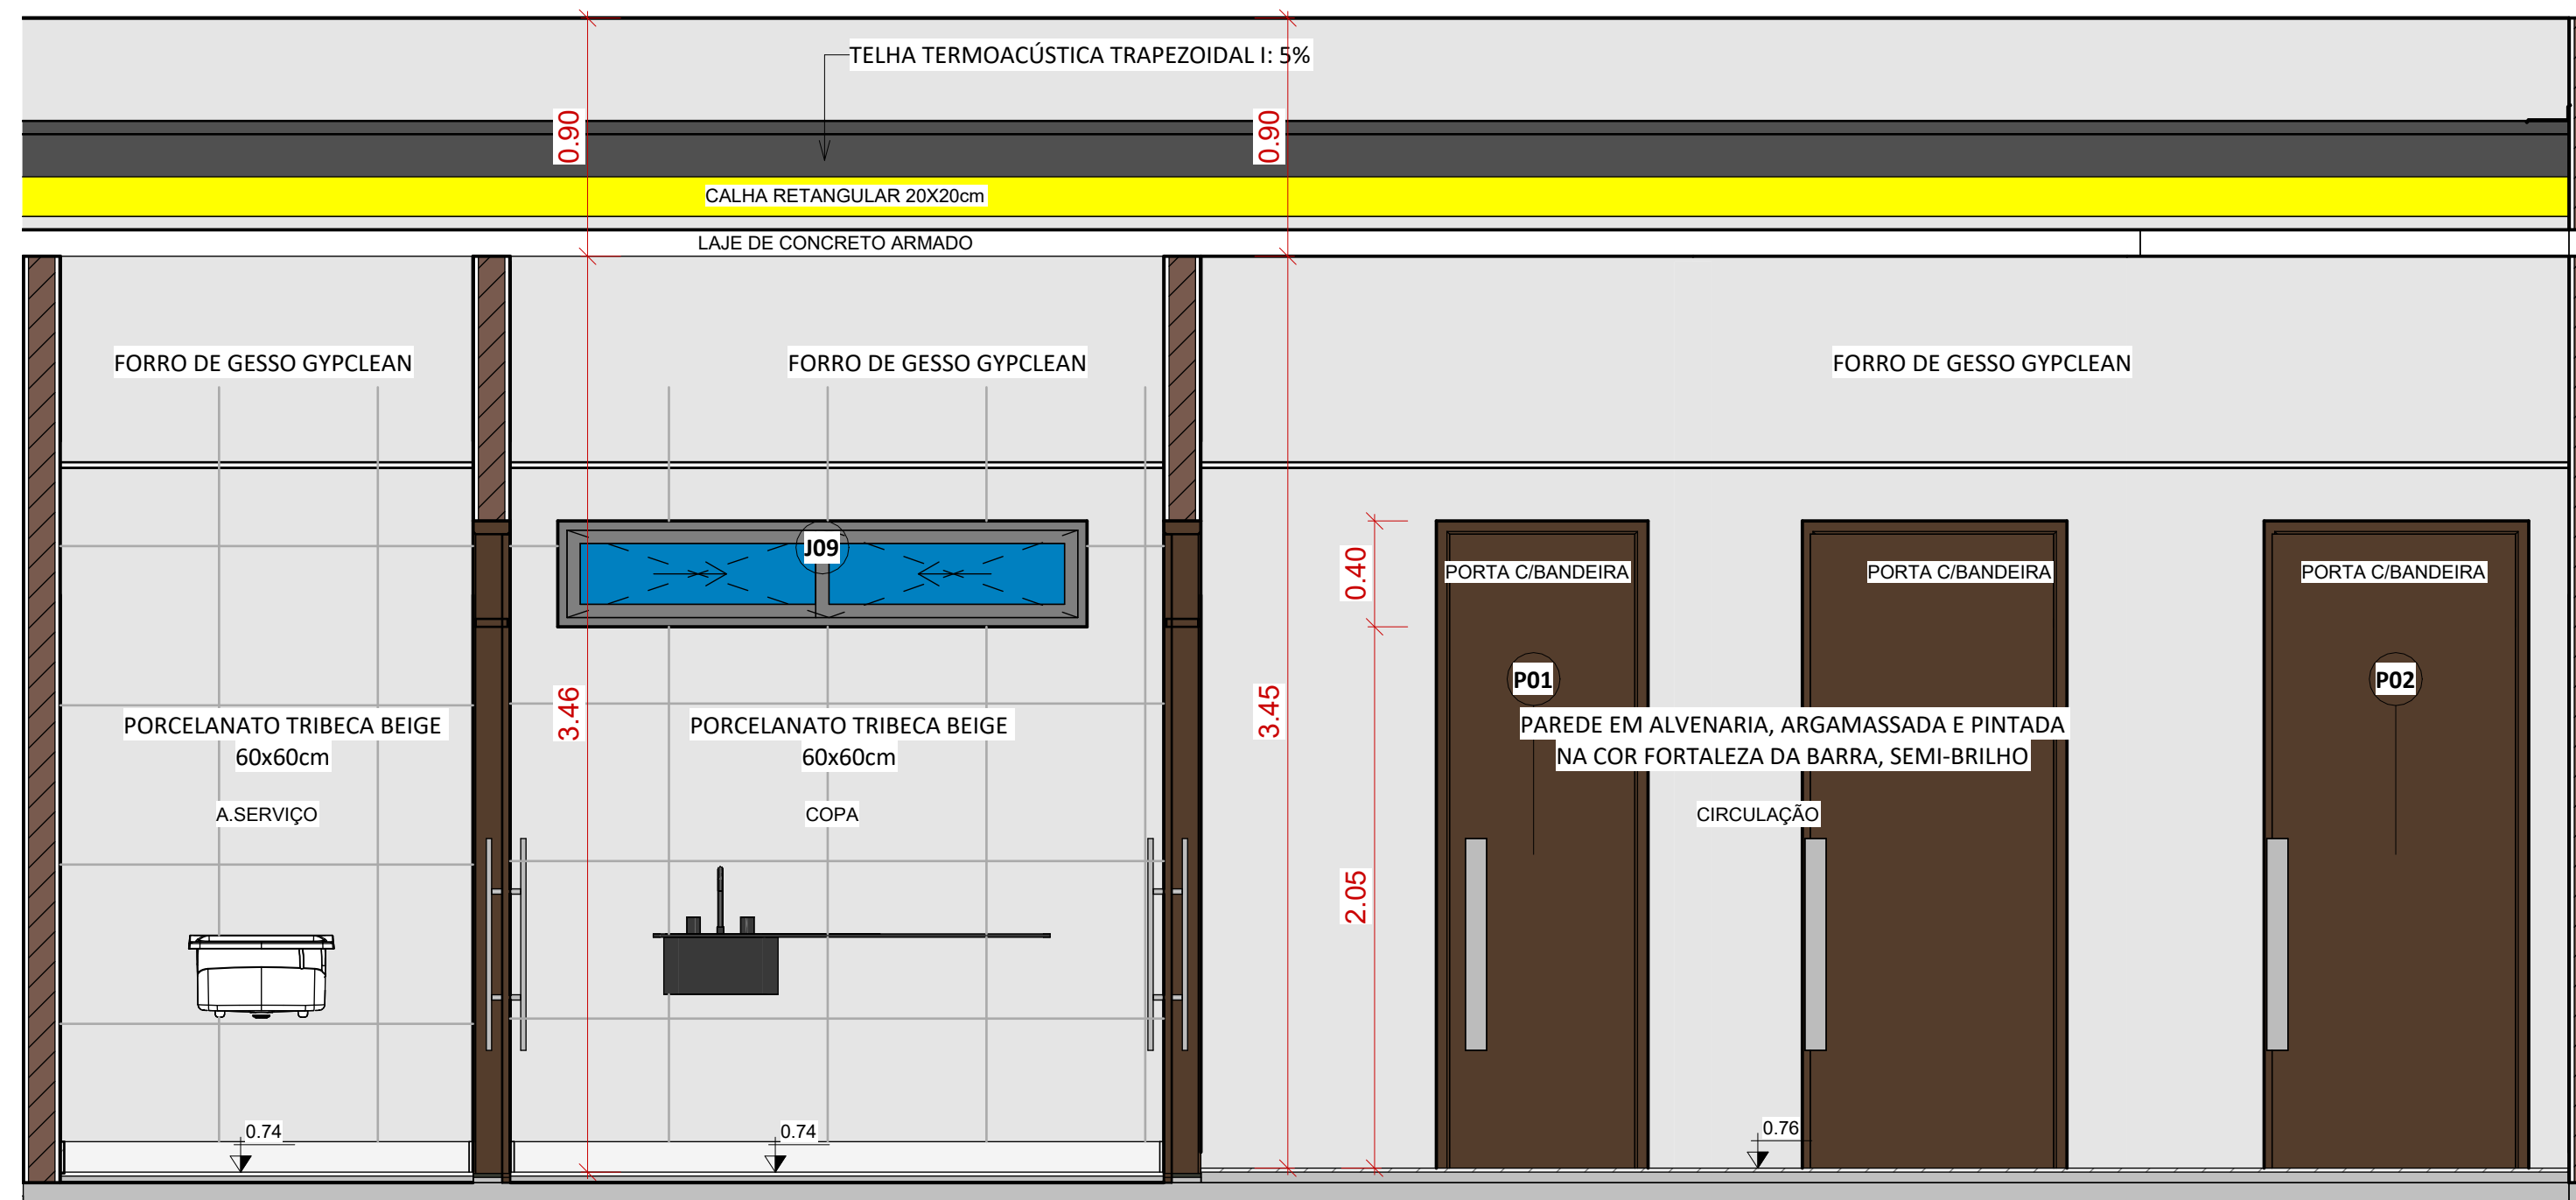 TELHA TERMOACÚSTICA TRAPEZOIDAL I: 5%
0.90
0.90
CALHA RETANGULAR 20X20cm
LAJE DE CONCRETO ARMADO
FORRO DE GESSO GYPCLEAN
FORRO DE GESSO GYPCLEAN
FORRO DE GESSO GYPCLEAN
J09
0.40
PORTA C/BANDEIRA
PORTA C/BANDEIRA
PORTA C/BANDEIRA
P01
P02
3.46
3.45
PORCELANATO TRIBECA BEIGE
60x60cm
PORCELANATO TRIBECA BEIGE
60x60cm
PAREDE EM ALVENARIA, ARGAMASSADA E PINTADA
NA COR FORTALEZA DA BARRA, SEMI-BRILHO
A.SERVIÇO
COPA
CIRCULAÇÃO
2.05
0.74
0.74
0.76